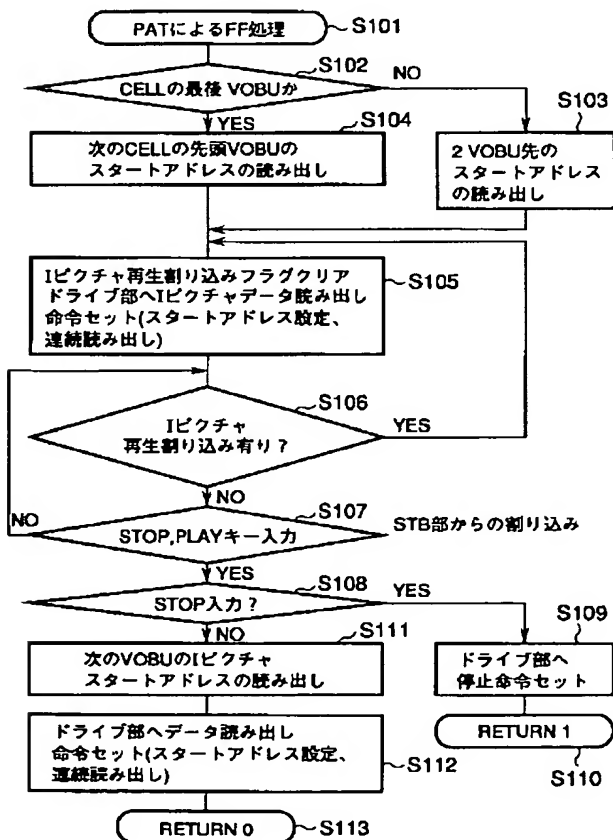 PATによるFF処理
S101
CELLの最後 VOBUか
S102
NO
YES
S104
次のCELLの先頭VOBUの
スタートアドレスの読み出し
S103
2 VOBU先の
スタートアドレス
の読み出し
Iピクチャ再生割り込みフラグクリア
ドライブ部へIピクチャデータ読み出し
命令セット(スタートアドレス設定、
連続読み出し)
S105
S106
Iピクチャ
再生割り込み有り?
YES
NO
S107
NO
STOP,PLAYキー入力
STB部からの割り込み
YES
S108
STOP入力?
YES
NO
S111
次のVOBUのIピクチャ
スタートアドレスの読み出し
S109
ドライブ部へ
停止命令セット
RETURN 1
S110
ドライブ部へデータ読み出し
命令セット(スタートアドレス設定、
連続読み出し)
S112
RETURN 0
S113